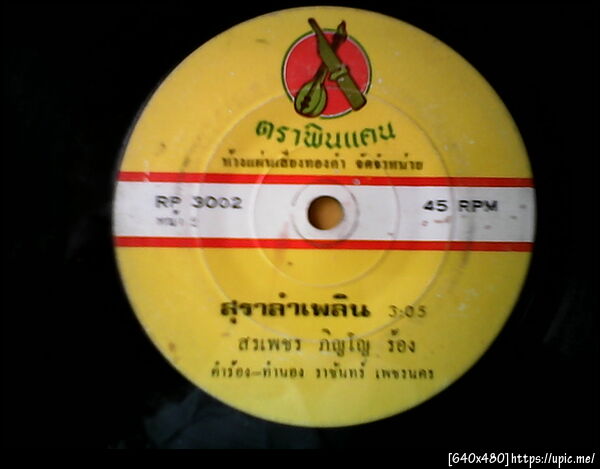 ตราพินแคน
ห้างแผ่นเสียงทองคำ จัดจำหน่าย
RP 3002
45 RPM
หน้า
สุราลำเพลิน 3:05
สรเพชร ภิญโญ ร้อง
คำร้อง-ทำนอง ราชันทร์ เพชรนคร
[640x480]https://upic.me/